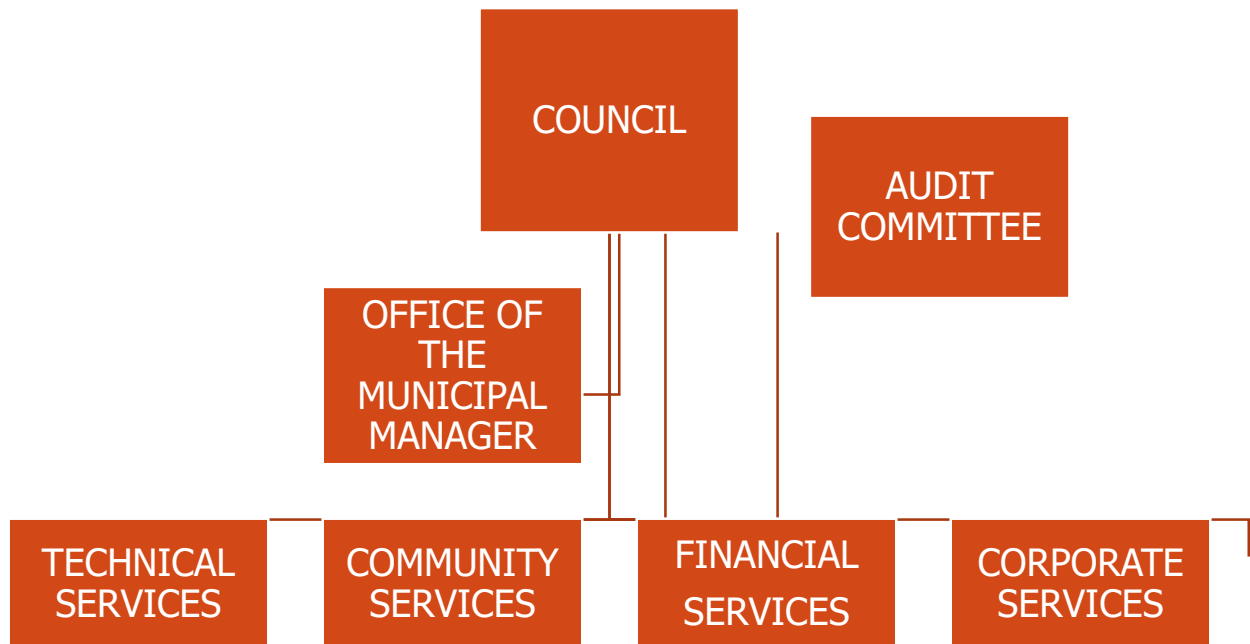 COUNCIL
AUDIT
COMMITTEE
OFFICE OF
THE
MUNICIPAL
MANAGER
TECHNICAL
SERVICES
COMMUNITY
SERVICES
FINANCIAL
SERVICES
CORPORATE
SERVICES